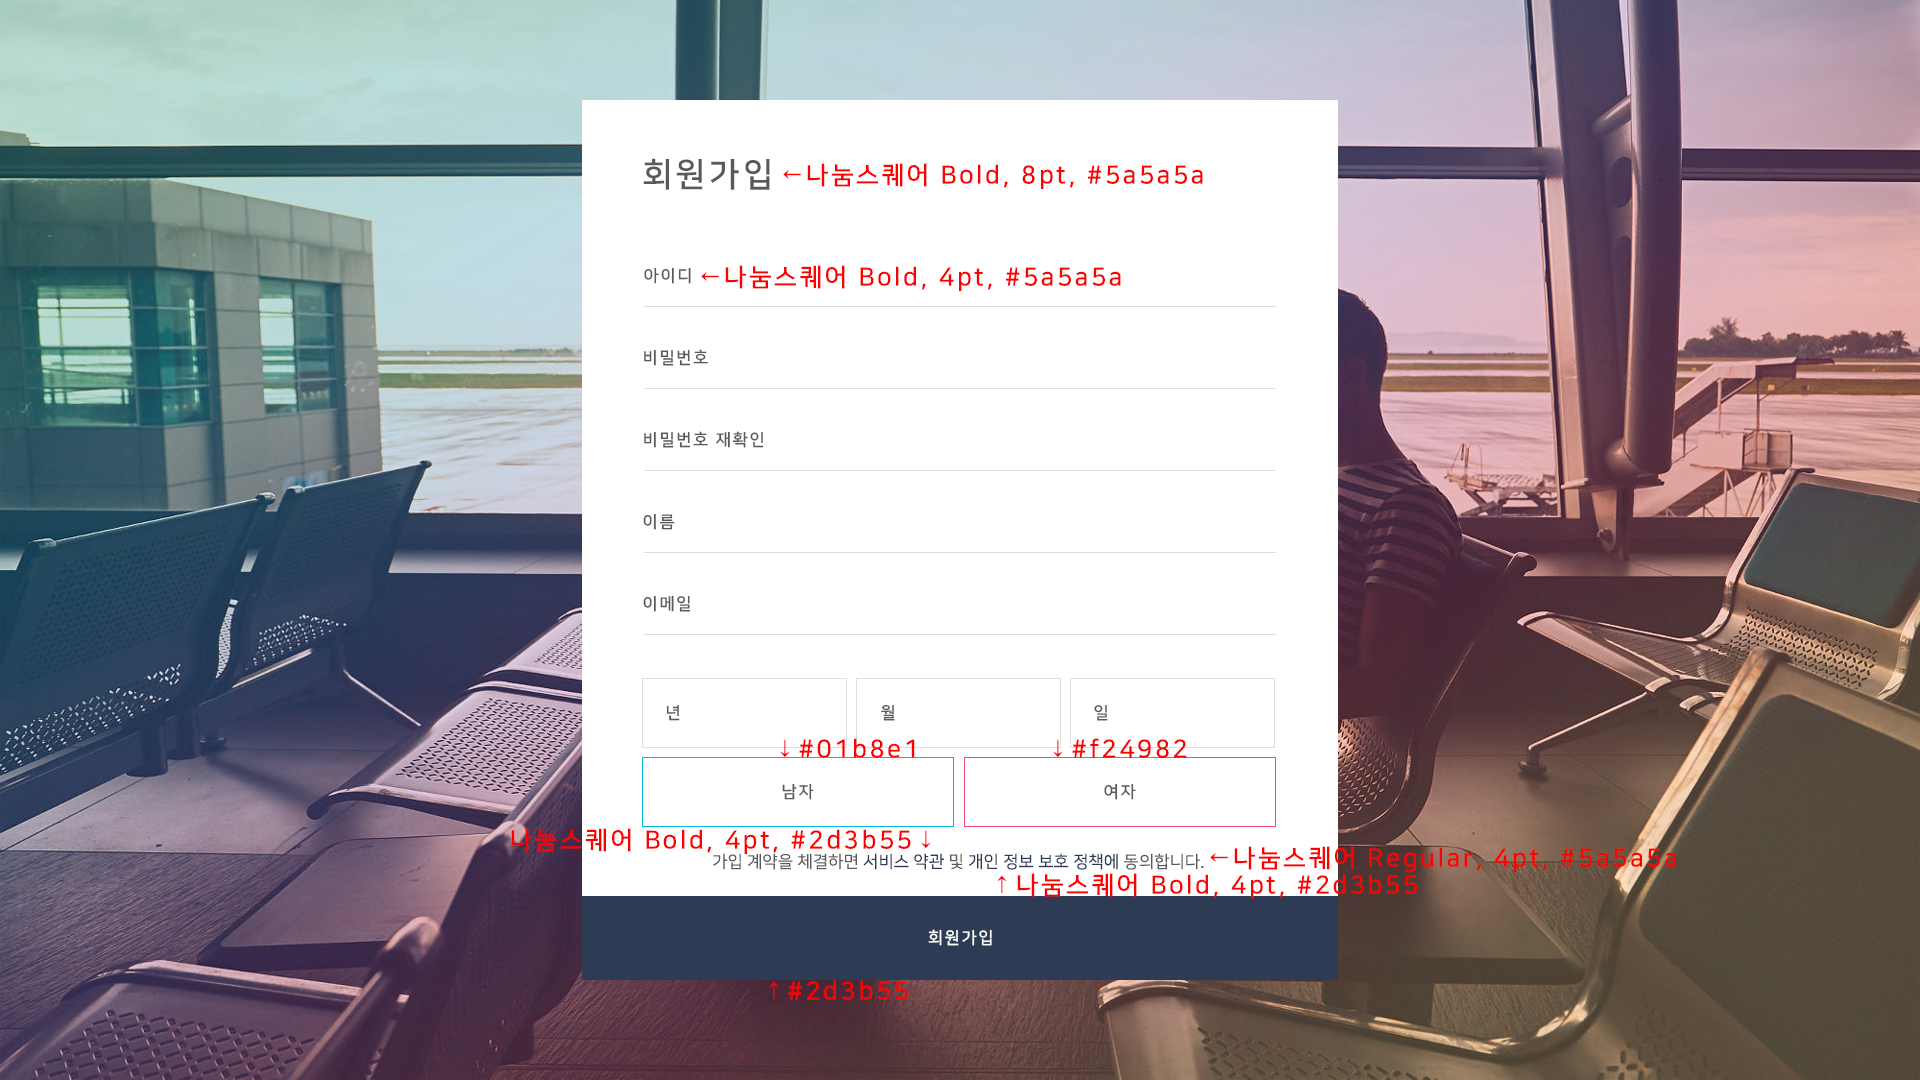 회원가입 ←나눔스퀘어 Bold, 8pt, #5a5a5a
아이디 ←나눔스퀘어 Bold, 4pt, #5a5a5a
비밀번호
비밀번호 재확인
이름
이메일
년 월 일
↓#01b8e1 ↓#f24982
남자 여자
나눔스퀘어 Bold, 4pt, #2d3b55↓
가입 계약을 체결하면 서비스 약관 및 개인 정보 보호 정책에 동의합니다. ←나눔스퀘어 Regular, 4pt, #5a5a5a
↑나눔스퀘어 Bold, 4pt, #2d3b55
회원가입
↑#2d3b55